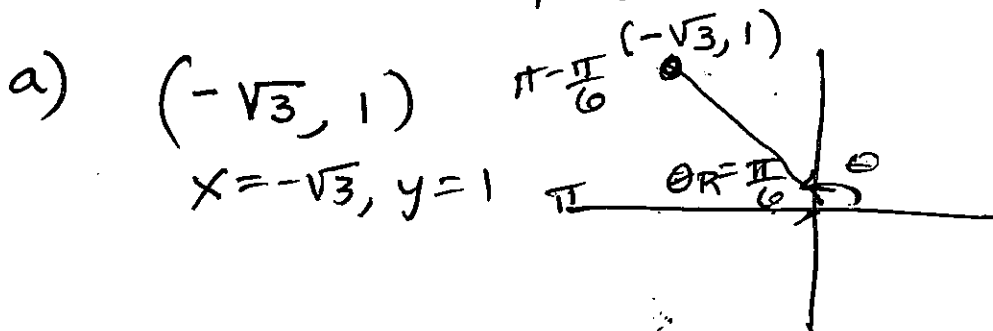 a) (-√3, 1)
x = -√3, y = 1
(-√3, 1)
π - π/6
θR = π/6
θ
π